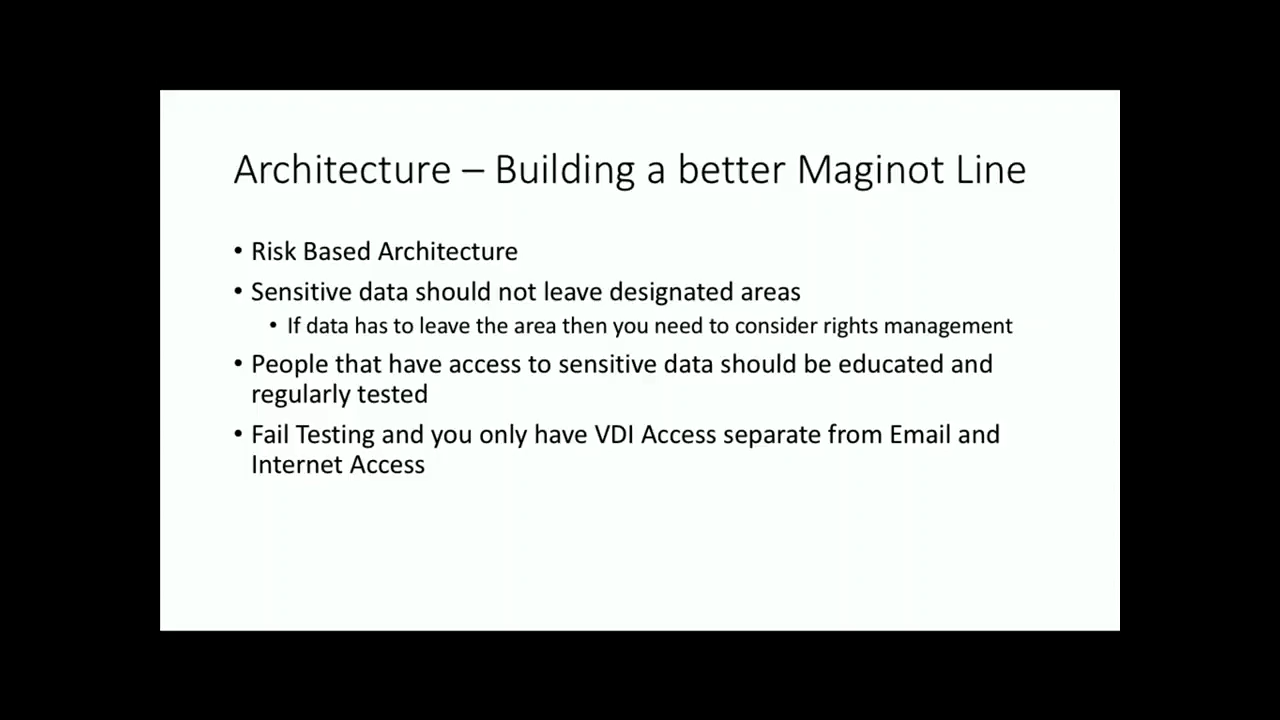 Architecture – Building a better Maginot Line
• Risk Based Architecture
• Sensitive data should not leave designated areas
• If data has to leave the area then you need to consider rights management
• People that have access to sensitive data should be educated and
regularly tested
• Fail Testing and you only have VDI Access separate from Email and
Internet Access